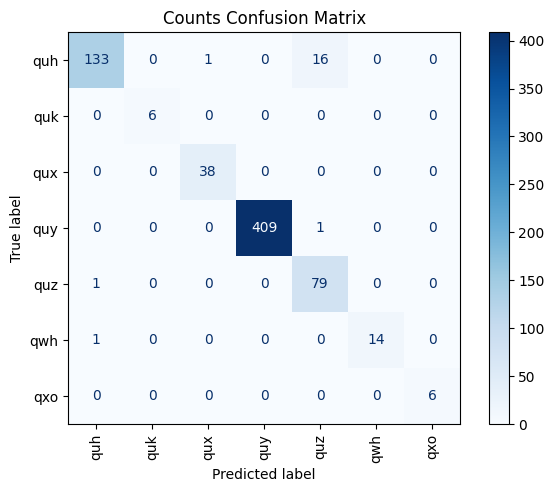 Counts Confusion Matrix
quh 133 0 1 0 16 0 0
quk 0 6 0 0 0 0 0
qux 0 0 38 0 0 0 0
quy 0 0 0 409 1 0 0
quz 1 0 0 0 79 0 0
qwh 1 0 0 0 0 14 0
qxo 0 0 0 0 0 0 6
quh quk qux quy quz qwh qxo
True label
Predicted label
400
350
300
250
200
150
100
50
0